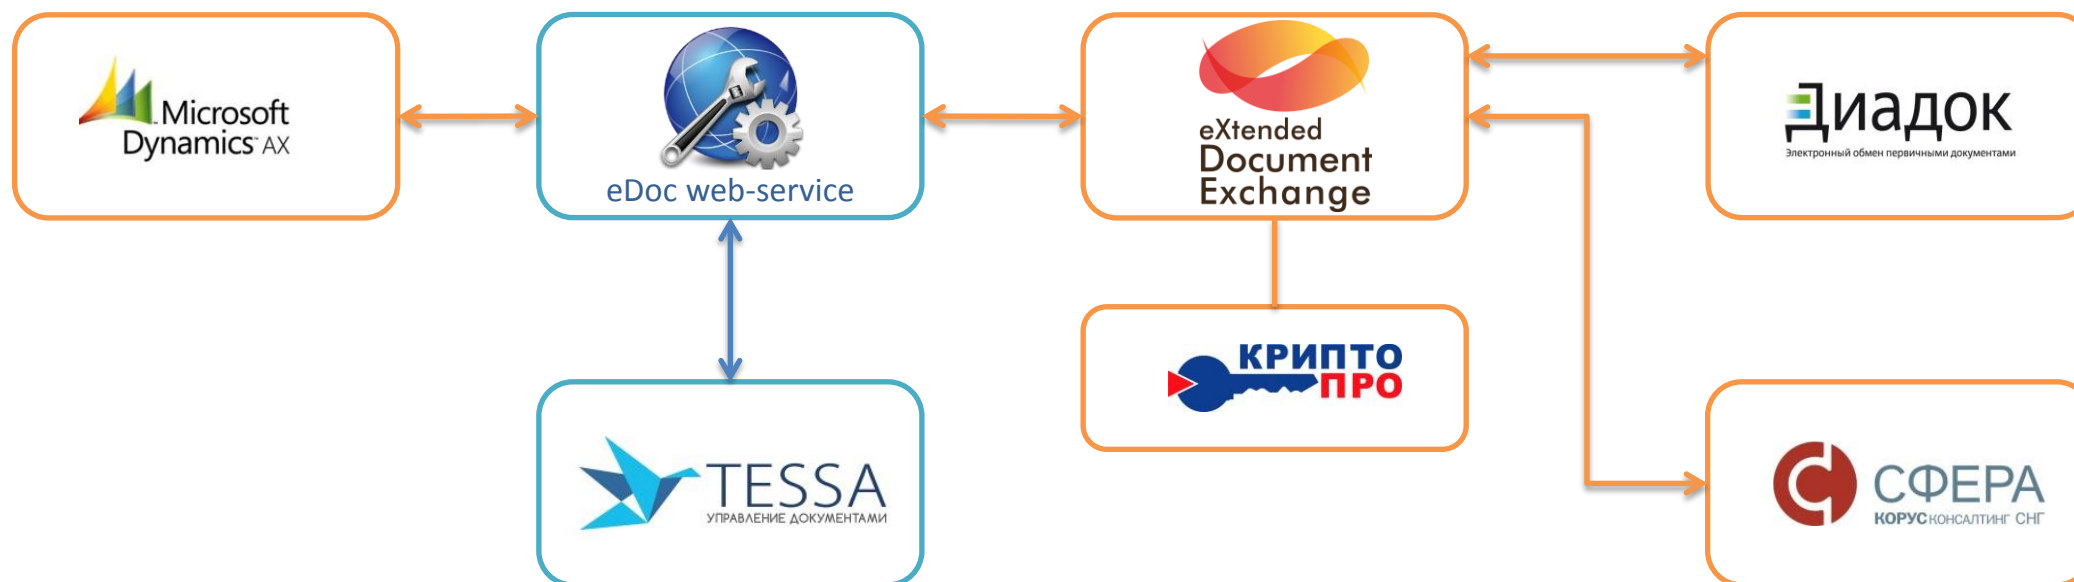 Microsoft
Dynamics AX
eDoc web-service
eXtended
Document
Exchange
Диадок
Электронный обмен первичными документами
КРИПТО
ПРО
TESSA
УПРАВЛЕНИЕ ДОКУМЕНТАМИ
СФЕРА
КОРУС КОНСАЛТИНГ СНГ